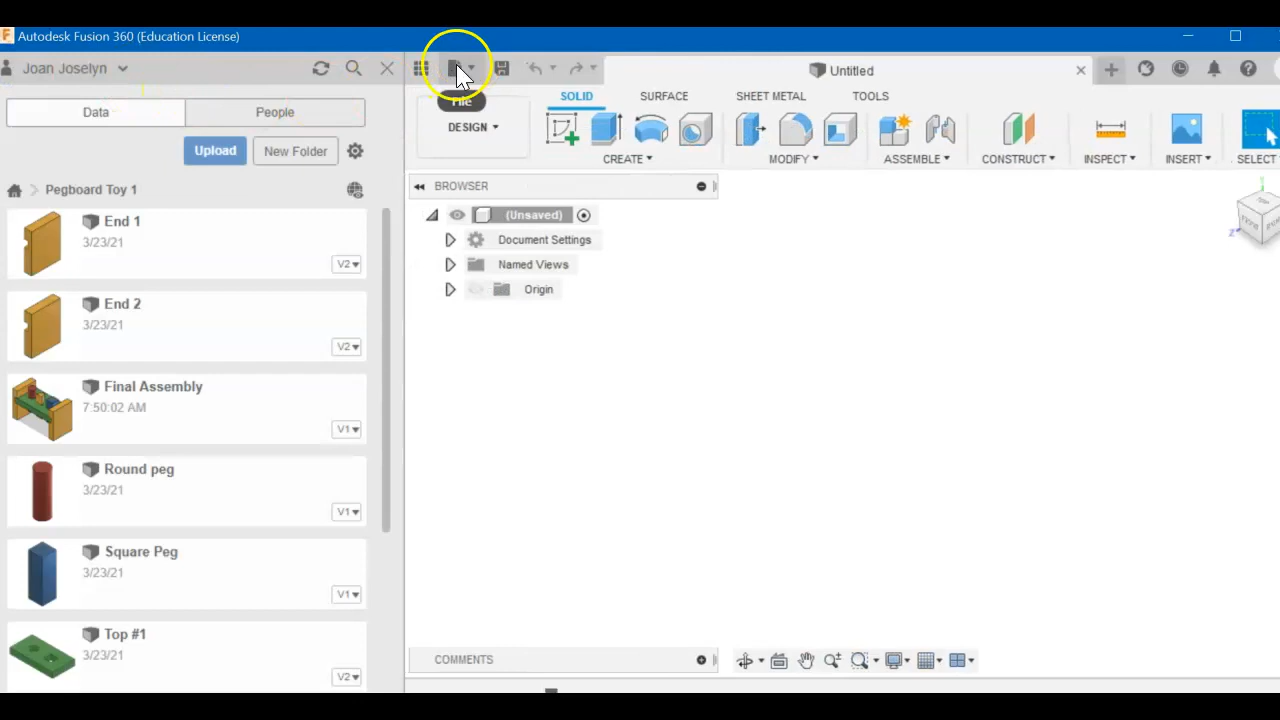 Autodesk Fusion 360 (Education License)
Joan Joselyn
Untitled
Data
People
File
Upload
New Folder
Pegboard Toy 1
End 1
3/23/21
V2
End 2
3/23/21
V2
Final Assembly
7:50:02 AM
V1
Round peg
3/23/21
V1
Square Peg
3/23/21
V1
Top #1
3/23/21
V2
SOLID
SURFACE
SHEET METAL
TOOLS
DESIGN
CREATE
MODIFY
ASSEMBLE
CONSTRUCT
INSPECT
INSERT
SELECT
BROWSER
(Unsaved)
Document Settings
Named Views
Origin
Z
COMMENTS